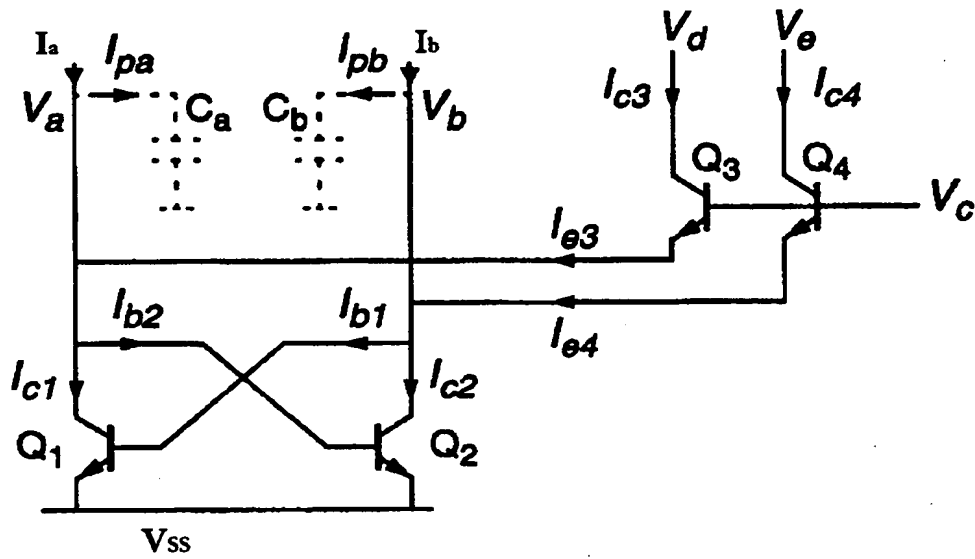 Ia Ipa Ipb Ib Vd Ve
Va Ca Cb Vb Ic3 Ic4
Q3 Q4
Vc
Ie3
Ib2 Ib1
Ie4
Ic1 Ic2
Q1 Q2
Vss